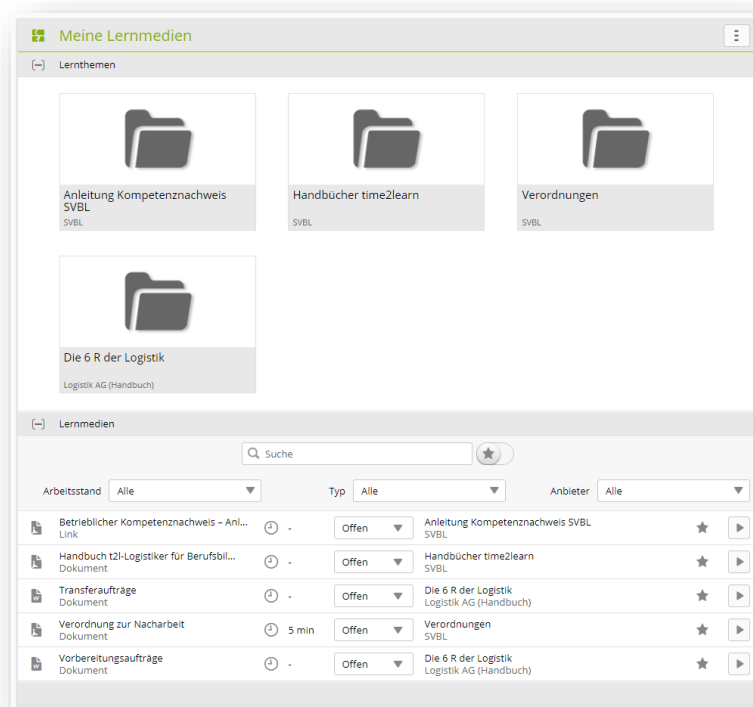 Meine Lernmedien
Lernthemen
Anleitung Kompetenznachweis
SVBL
SVBL
Handbücher time2learn
SVBL
Verordnungen
SVBL
Die 6 R der Logistik
Logistik AG (Handbuch)
Lernmedien
Suche
Arbeitsstand Alle Typ Alle Anbieter Alle
Betrieblicher Kompetenznachweis – Anl... - Offen Anleitung Kompetenznachweis SVBL
Link SVBL
Handbuch t2l-Logistiker für Berufsbil... - Offen Handbücher time2learn
Dokument SVBL
Transferaufträge - Offen Die 6 R der Logistik
Dokument Logistik AG (Handbuch)
Verordnung zur Nacharbeit 5 min Offen Verordnungen
Dokument SVBL
Vorbereitungsaufträge - Offen Die 6 R der Logistik
Dokument Logistik AG (Handbuch)